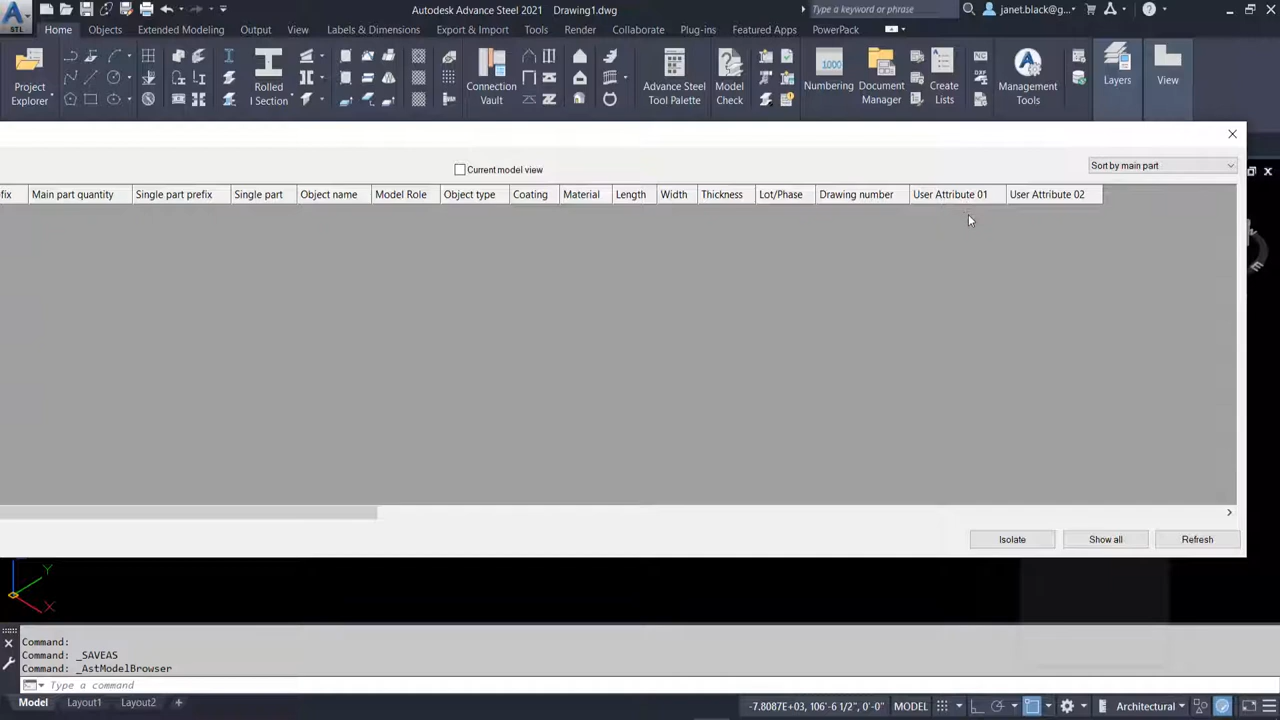 STL
Autodesk Advance Steel 2021 Drawing1.dwg
Type a keyword or phrase
janet.black@g...
Home Objects Extended Modeling Output View Labels & Dimensions Export & Import Tools Render Collaborate Plug-ins Featured Apps PowerPack
Project Explorer
Rolled I Section
Connection Vault
Advance Steel Tool Palette
Model Check
1000
Numbering
Document Manager
Create Lists
NC
DXF
Management Tools
Layers
View
Current model view
Sort by main part
fix Main part quantity Single part prefix Single part Object name Model Role Object type Coating Material Length Width Thickness Lot/Phase Drawing number User Attribute 01 User Attribute 02
E
Isolate Show all Refresh
Y
X
Command:
Command: _SAVEAS
Command: _AstModelBrowser
Type a command
Model Layout1 Layout2 +
-7.8087E+03, 106'-6 1/2", 0'-0" MODEL Architectural